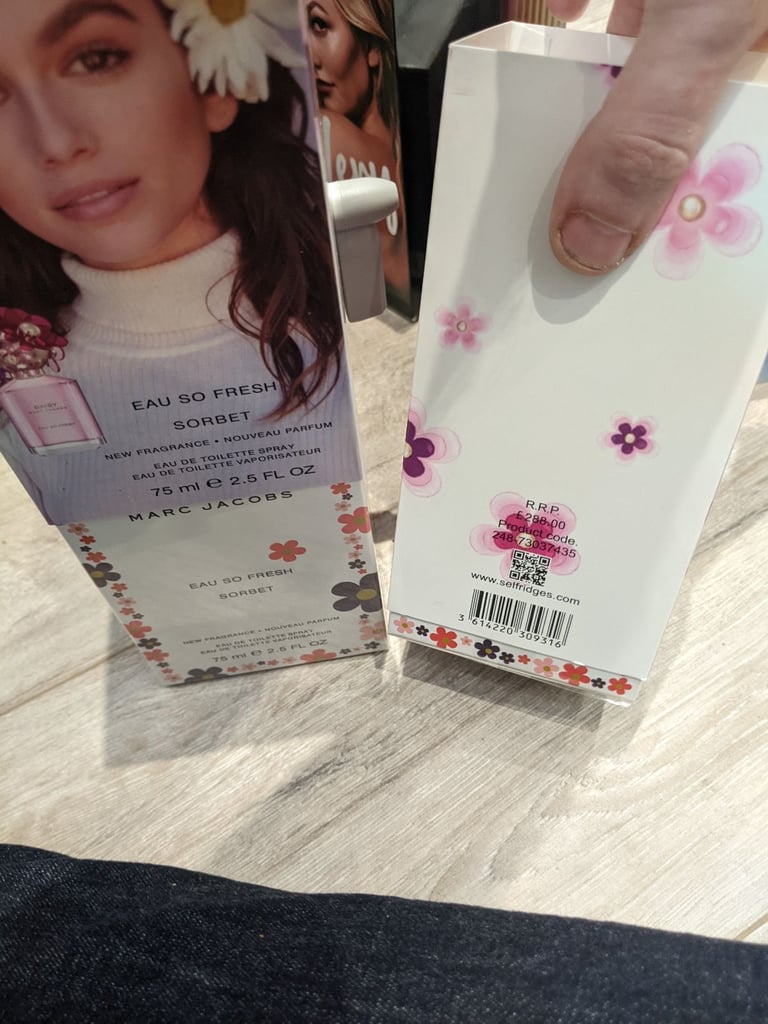 EAU SO FRESH
SORBET
NEW FRAGRANCE • NOUVEAU PARFUM
EAU DE TOILETTE SPRAY
EAU DE TOILETTE VAPORISATEUR
75 ml e 2.5 FL OZ
MARC JACOBS
EAU SO FRESH
SORBET
NEW FRAGRANCE • NOUVEAU PARFUM
EAU DE TOILETTE SPRAY
EAU DE TOILETTE VAPORISATEUR
75 ml e 2.5 FL OZ
DAISY
R.R.P.
£288.00
Product code.
248-73037435
www.selfridges.com
3 614220 309316